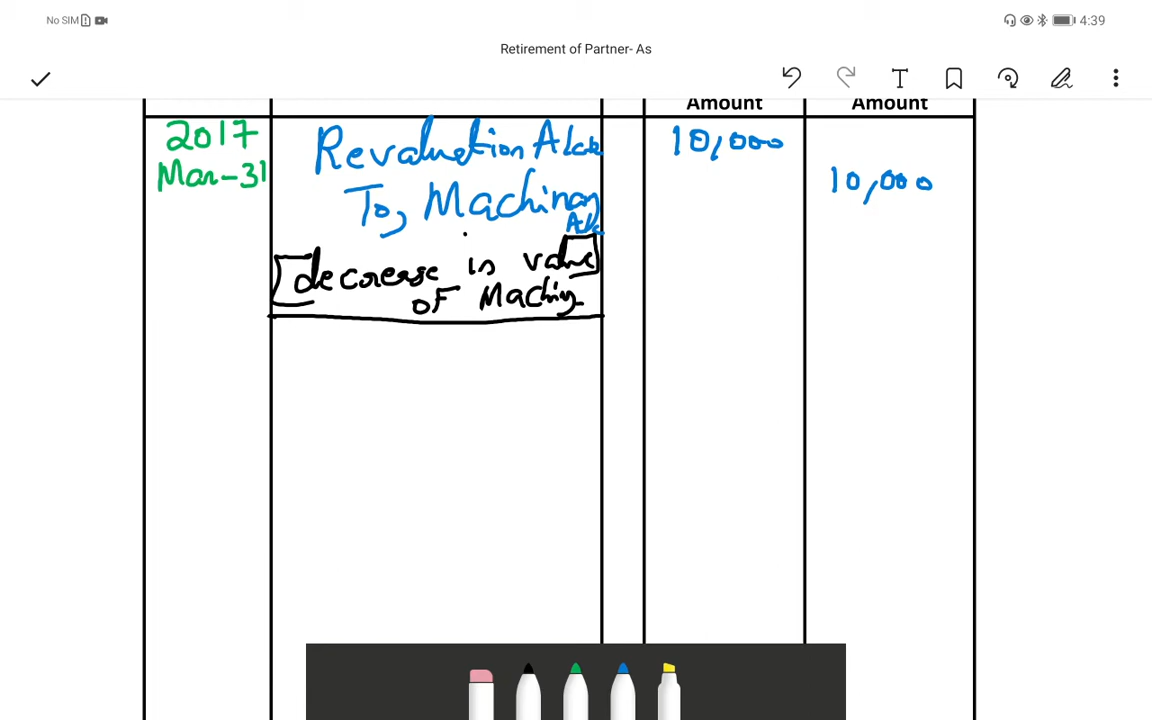 No SIM
4:39
Retirement of Partner- As
Amount Amount
2017 Revaluation A/c 10,000
Mar-31 To, Machinery A/c 10,000
[decrease in value
of Machiny